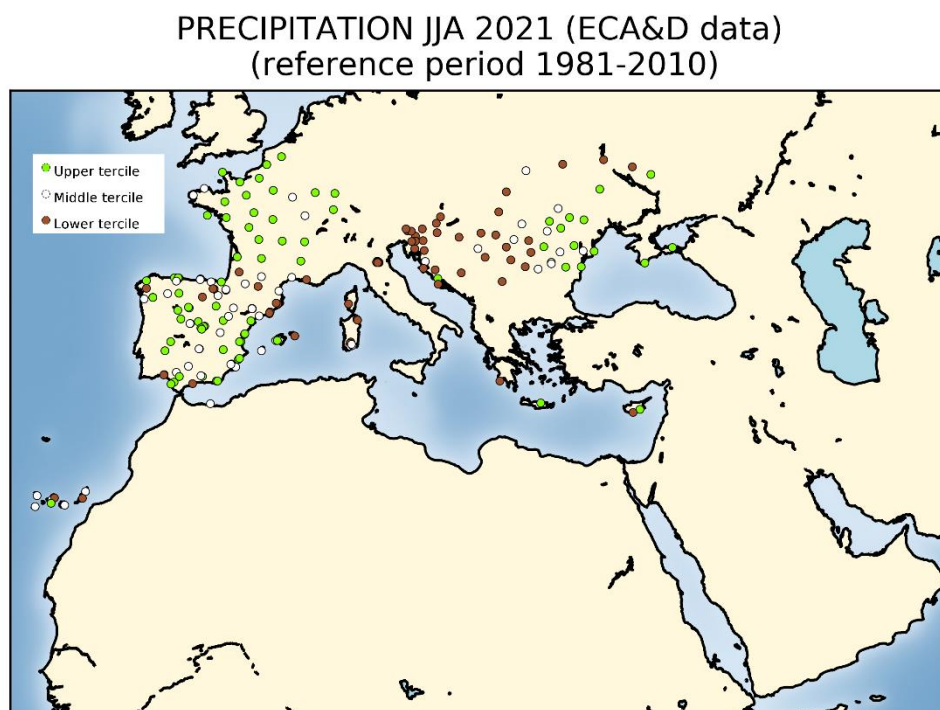 PRECIPITATION JJA 2021 (ECA&D data)
(reference period 1981-2010)
Upper tercile
Middle tercile
Lower tercile